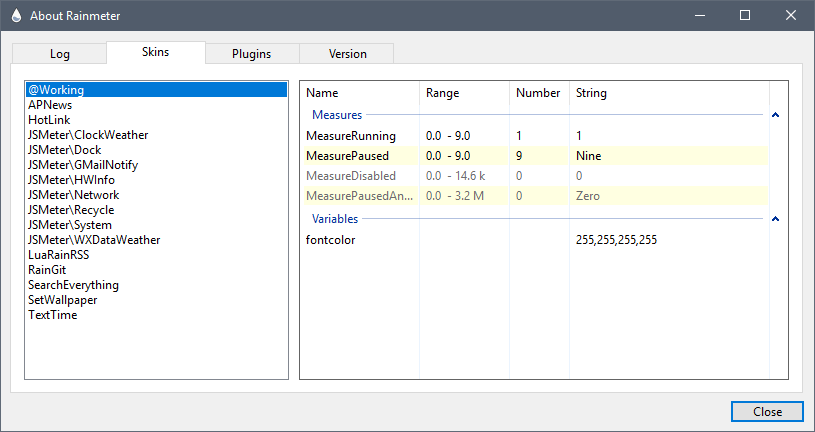 About Rainmeter
Log Skins Plugins Version
@Working
APNews
HotLink
JSMeter\ClockWeather
JSMeter\Dock
JSMeter\GMailNotify
JSMeter\HWInfo
JSMeter\Network
JSMeter\Recycle
JSMeter\System
JSMeter\WXDataWeather
LuaRainRSS
RainGit
SearchEverything
SetWallpaper
TextTime
Name Range Number String
Measures
MeasureRunning 0.0 - 9.0 1 1
MeasurePaused 0.0 - 9.0 9 Nine
MeasureDisabled 0.0 - 14.6 k 0 0
MeasurePausedAn... 0.0 - 3.2 M 0 Zero
Variables
fontcolor 255,255,255,255
Close